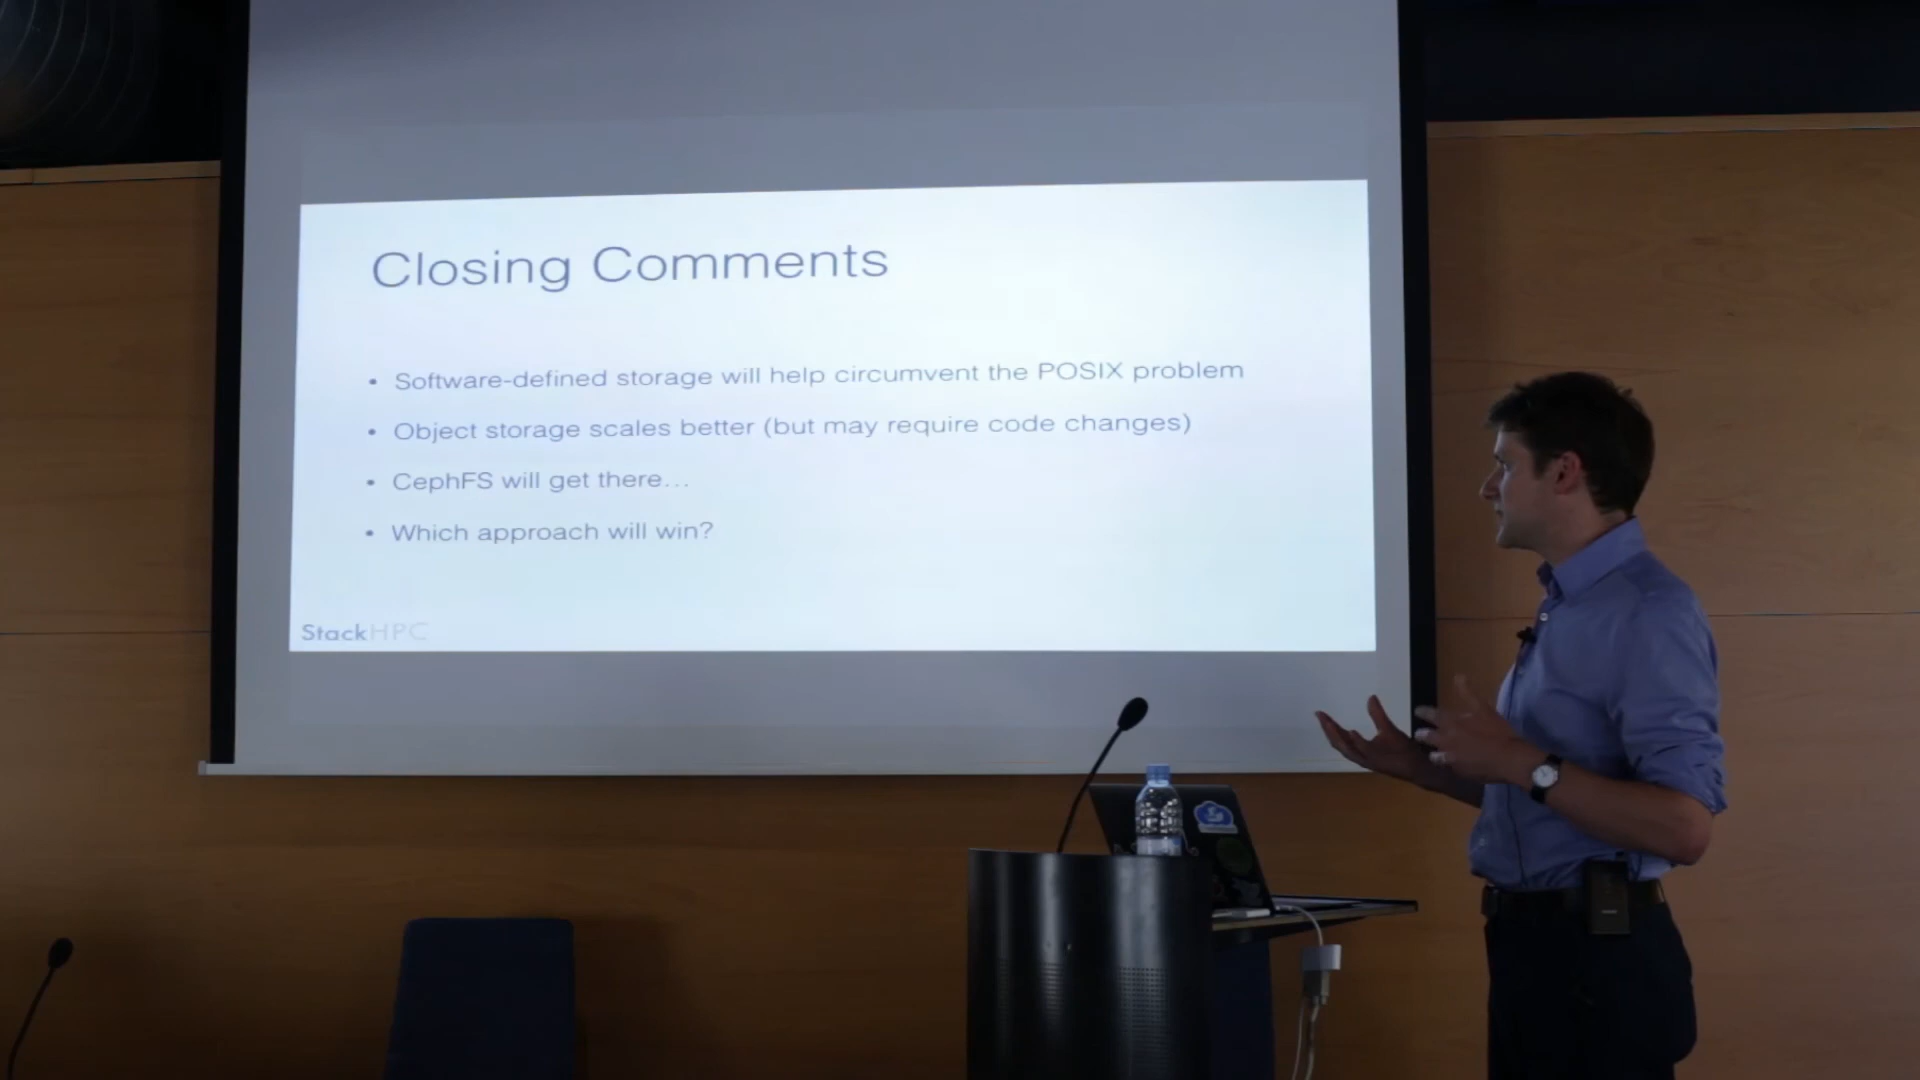 Closing Comments
• Software-defined storage will help circumvent the POSIX problem
• Object storage scales better (but may require code changes)
• CephFS will get there...
• Which approach will win?
StackHPC